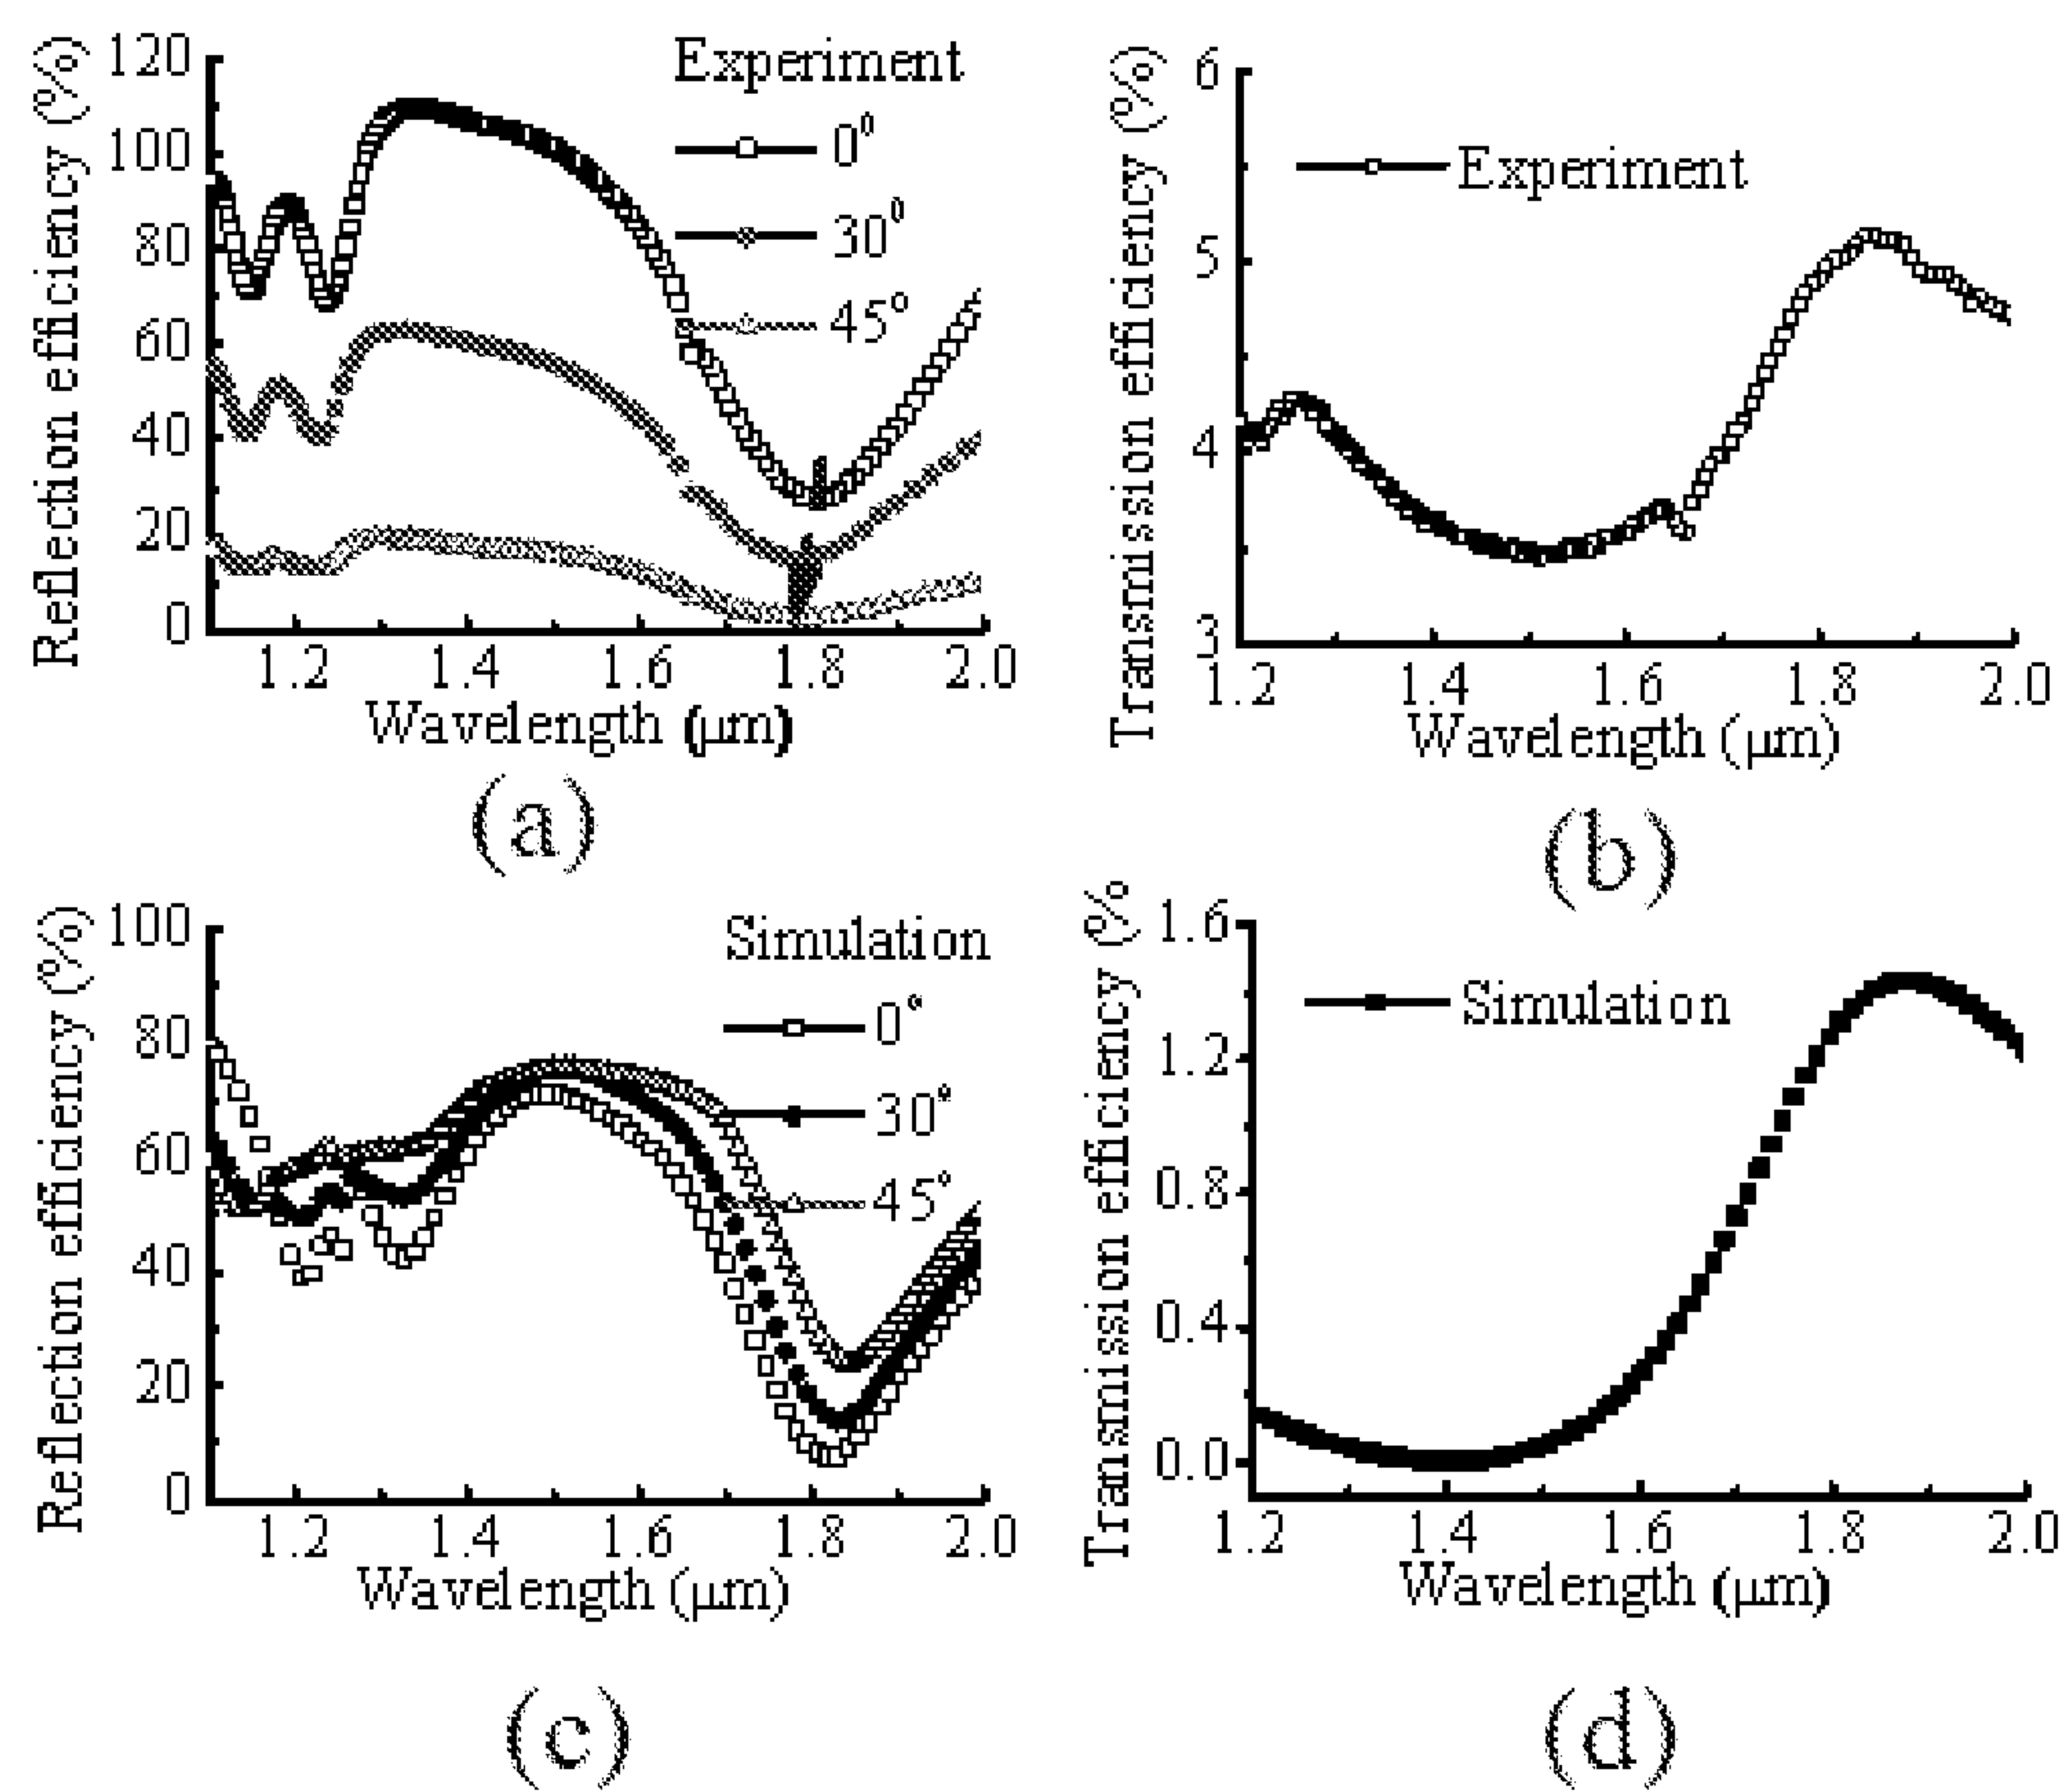 Reflection efficiency (%)
120
100
80
60
40
20
0
Experiment
0⁰
30⁰
45⁰
1.2 1.4 1.6 1.8 2.0
Wavelength (μm)
(a)
Transmission efficiency (%)
6
5
4
3
Experiment
1.2 1.4 1.6 1.8 2.0
Wavelength (μm)
(b)
Reflection efficiency (%)
100
80
60
40
20
0
Simulation
0°
30°
45°
1.2 1.4 1.6 1.8 2.0
Wavelength (μm)
(c)
Transmission efficiency (%
1.6
1.2
0.8
0.4
0.0
Simulation
1.2 1.4 1.6 1.8 2.0
Wavelength (μm)
(d)